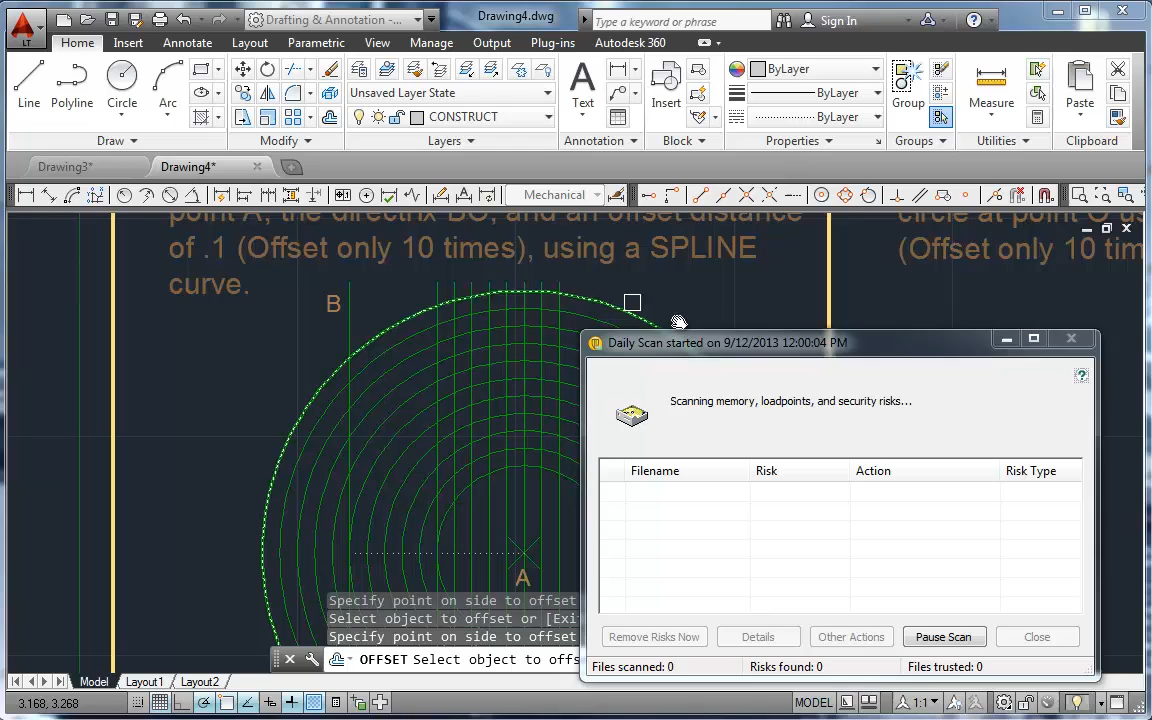 Drafting & Annotation -...
Drawing4.dwg
Type a keyword or phrase
Sign In
LT
Home Insert Annotate Layout Parametric View Manage Output Plug-ins Autodesk 360
Line Polyline Circle Arc
Unsaved Layer State
CONSTRUCT
Text
Insert
ByLayer
ByLayer
ByLayer
Group
Measure
Paste
Draw Modify Layers Annotation Block Properties Groups Utilities Clipboard
Drawing3* Drawing4*
Mechanical
point A, the directrix BC, and an offset distance
of .1 (Offset only 10 times), using a SPLINE
curve.
circle at point O us
(Offset only 10 tim
B
A
Daily Scan started on 9/12/2013 12:00:04 PM
Scanning memory, loadpoints, and security risks...
Filename Risk Action Risk Type
Remove Risks Now Details Other Actions Pause Scan Close
Files scanned: 0 Risks found: 0 Files trusted: 0
Specify point on side to offset
Select object to offset or [Exi
Specify point on side to offset
OFFSET Select object to offs
Model Layout1 Layout2
3.168, 3.268
MODEL
1:1